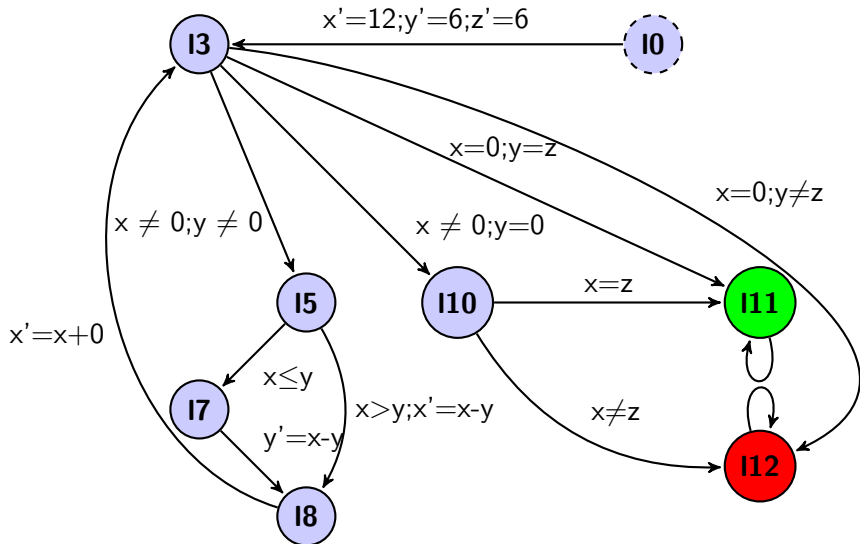 x'=12;y'=6;z'=6
l3
l0
x=0;y=z
x=0;y≠z
x ≠ 0;y ≠ 0
x ≠ 0;y=0
l5
l10
x=z
l11
x'=x+0
x≤y
l7
x>y;x'=x-y
x≠z
y'=x-y
l12
l8